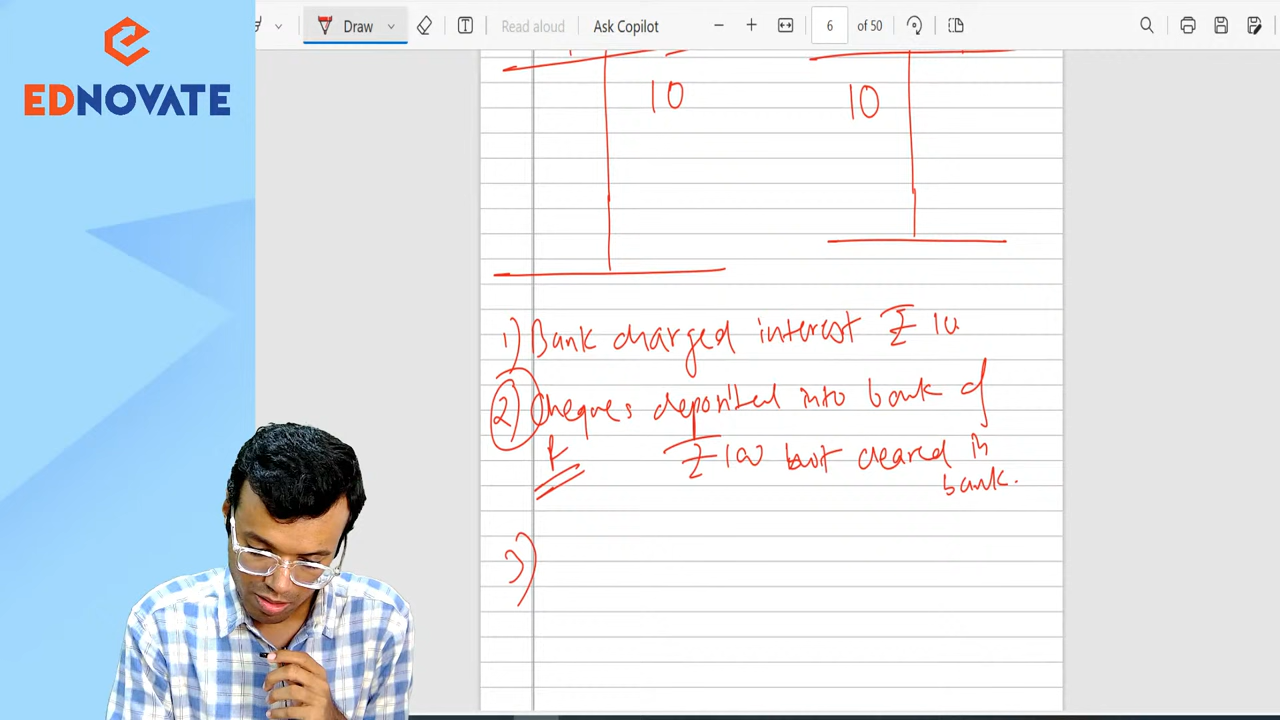 Draw
Read aloud
Ask Copilot
6
of 50
EDNOVATE
10
10
1) Bank charged interest ₹ 10
2) Cheques deposited into bank of
₹ 100 but cleared in
bank.
3)